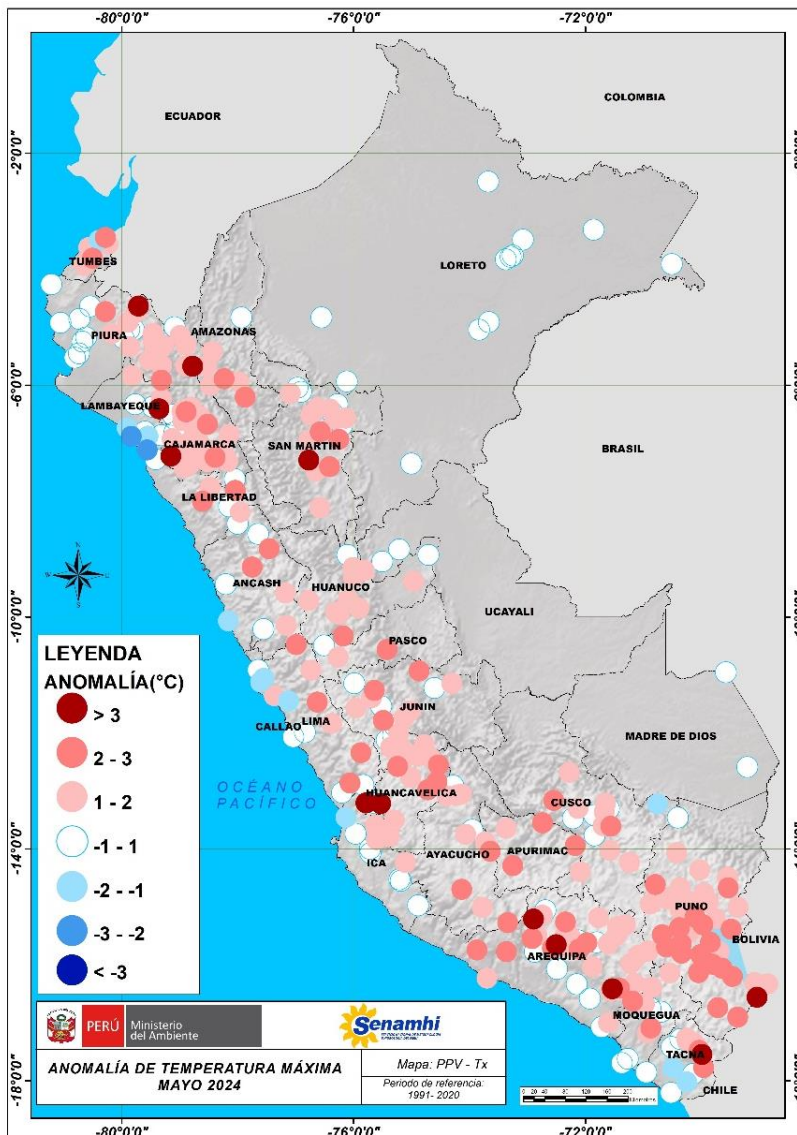 -80°0'0" -76°0'0" -72°0'0"
COLOMBIA
ECUADOR
-2°0'0"
LORETO
TUMBES
PIURA
AMAZONAS
-6°0'0"
LAMBAYEQUE
CAJAMARCA
SAN MARTIN
BRASIL
LA LIBERTAD
ANCASH
HUANUCO
UCAYALI
-10°0'0"
PASCO
JUNIN
LIMA
CALLAO
MADRE DE DIOS
OCÉANO
PACÍFICO
HUANCAVELICA
CUSCO
-14°0'0"
ICA
AYACUCHO
APURIMAC
PUNO
BOLIVIA
AREQUIPA
MOQUEGUA
TACNA
-18°0'0"
CHILE
LEYENDA
ANOMALÍA(°C)
> 3
2 - 3
1 - 2
-1 - 1
-2 - -1
-3 - -2
< -3
PERÚ
Ministerio
del Ambiente
Senamhi
ANOMALÍA DE TEMPERATURA MÁXIMA
MAYO 2024
Mapa: PPV - Tx
Periodo de referencia:
1991- 2020
-80°0'0" -76°0'0" -72°0'0"